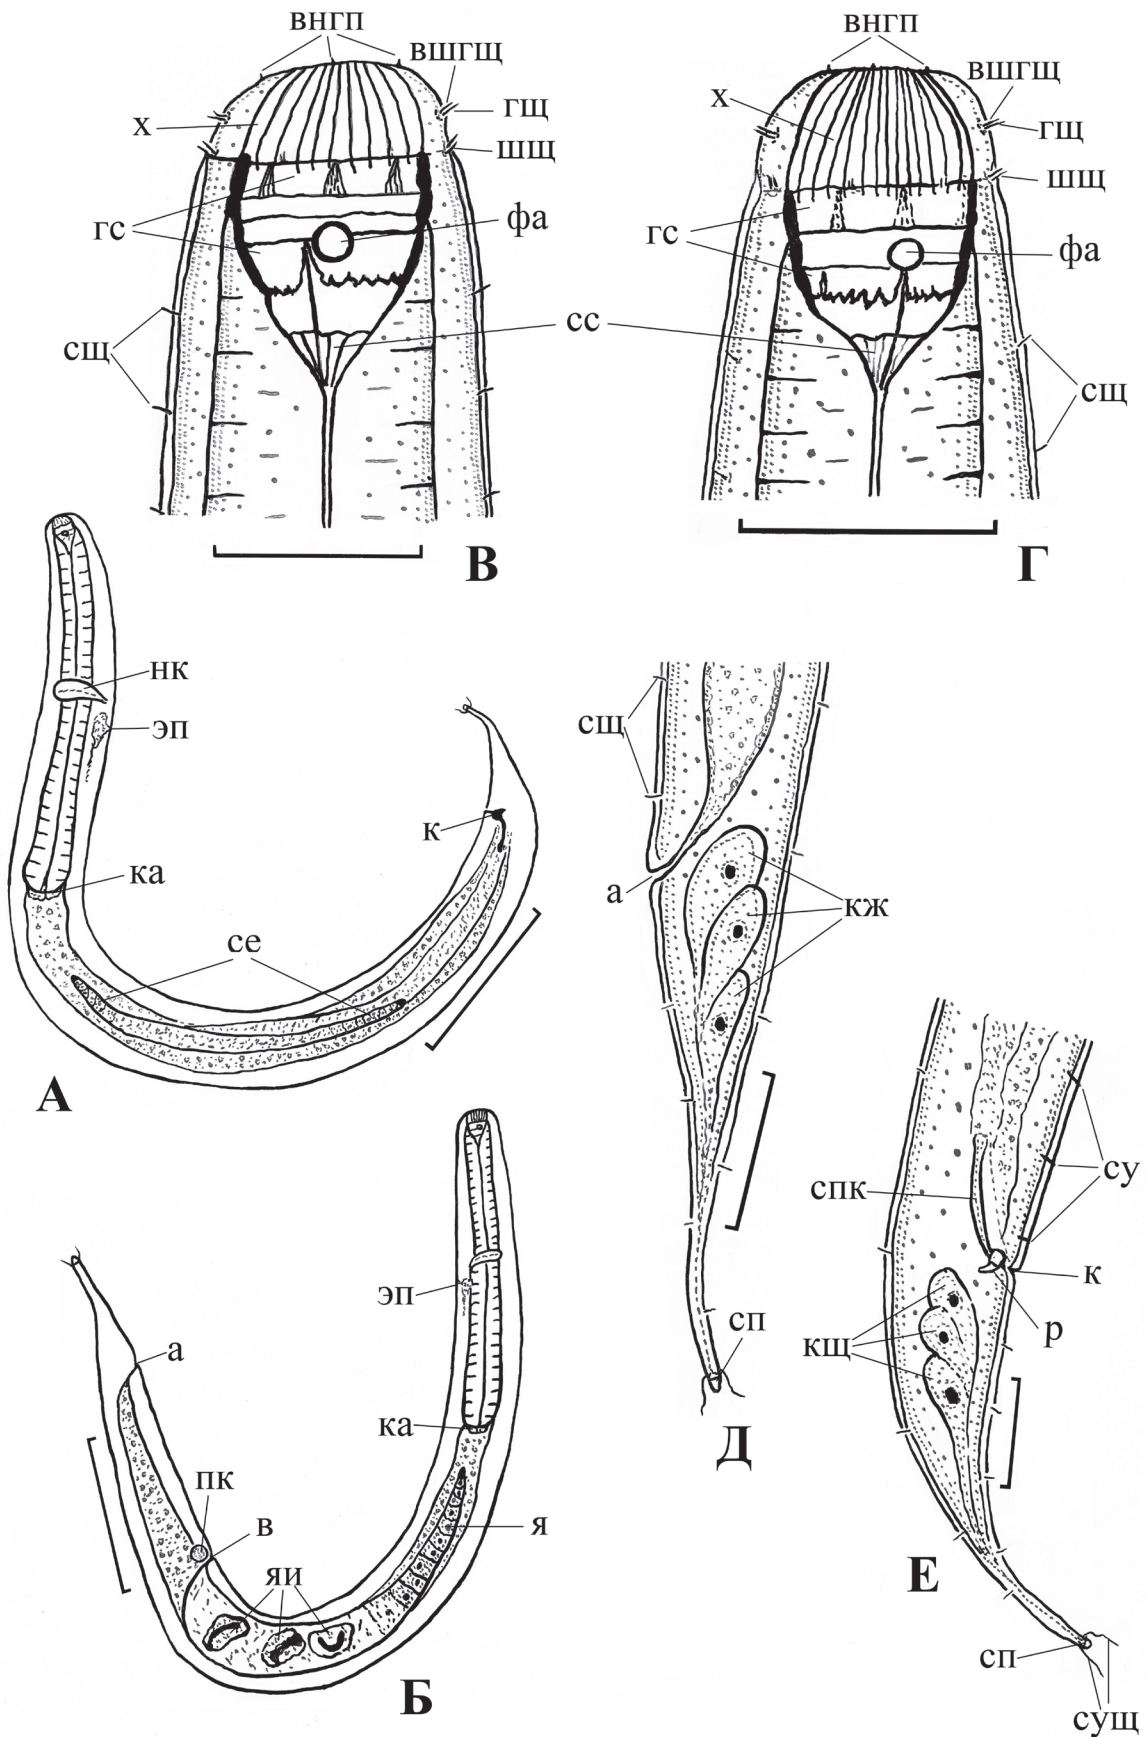 внгп внгп
вшгщ вшгщ
х гщ х гщ
шщ шщ
гс фа гс фа
сщ сс сщ
В Г
нк
эп сщ
к
ка а кж
се
А
спк су
эп сп к
а р
ка кщ
Д
пк
в я
яи Е
сп
Б
сущ